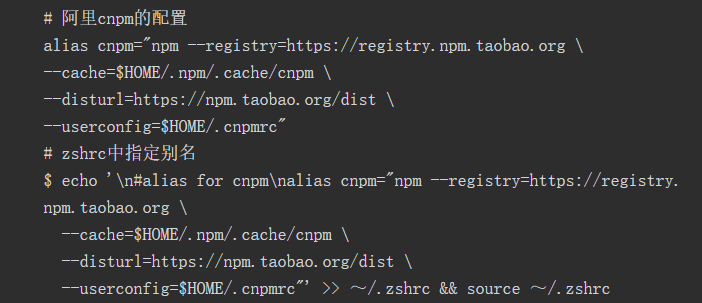 # 阿里cnpm的配置
alias cnpm="npm --registry=https://registry.npm.taobao.org \
--cache=$HOME/.npm/.cache/cnpm \
--disturl=https://npm.taobao.org/dist \
--userconfig=$HOME/.cnpmrc"
# zshrc中指定别名
$ echo '\n#alias for cnpm\nalias cnpm="npm --registry=https://registry.
npm.taobao.org \
--cache=$HOME/.npm/.cache/cnpm \
--disturl=https://npm.taobao.org/dist \
--userconfig=$HOME/.cnpmrc"' >> ～/.zshrc && source ～/.zshrc